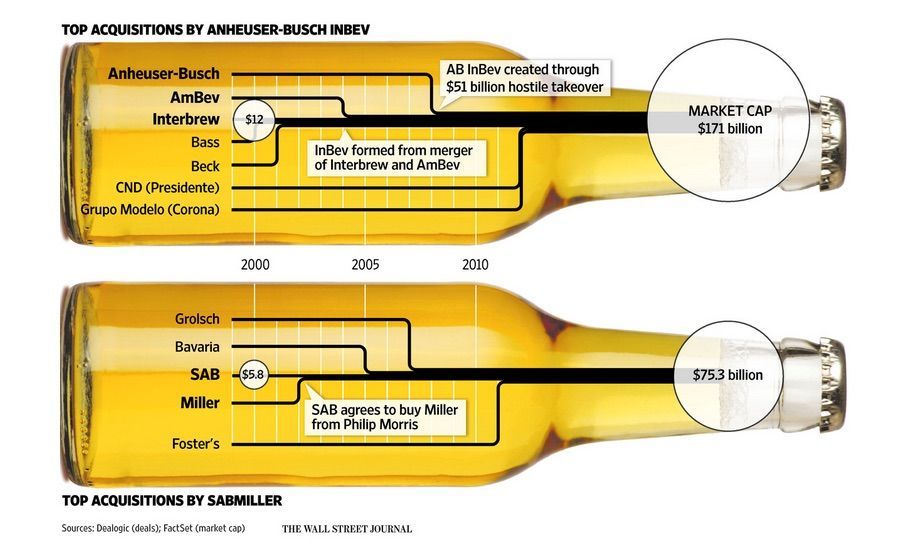 TOP ACQUISITIONS BY ANHEUSER-BUSCH INBEV
Anheuser-Busch
AmBev
Interbrew
Bass
Beck
CND (Presidente)
Grupo Modelo (Corona)
$12
AB InBev created through
$51 billion hostile takeover
InBev formed from merger
of Interbrew and AmBev
MARKET CAP
$171 billion
2000
2005
2010
Grolsch
Bavaria
SAB
Miller
Foster's
$5.8
SAB agrees to buy Miller
from Philip Morris
$75.3 billion
TOP ACQUISITIONS BY SABMILLER
Sources: Dealogic (deals); FactSet (market cap)
THE WALL STREET JOURNAL